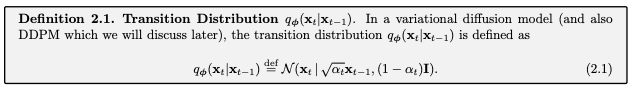 Definition 2.1. Transition Distribution qϕ(xt|xt−1). In a variational diffusion model (and also
DDPM which we will discuss later), the transition distribution qϕ(xt|xt−1) is defined as
qϕ(xt|xt−1) def= N(xt | √αt xt−1, (1 − αt)I). (2.1)